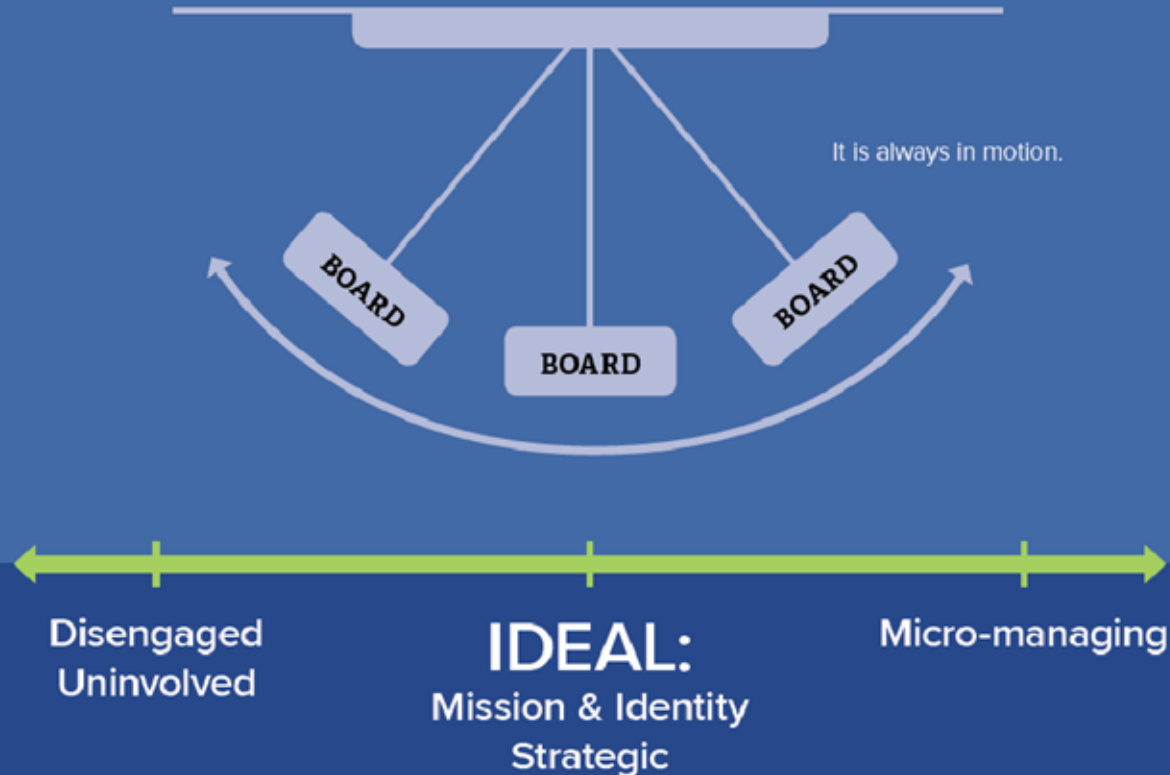 It is always in motion.
BOARD
BOARD
BOARD
Disengaged
Uninvolved
IDEAL:
Mission & Identity
Strategic
Micro-managing